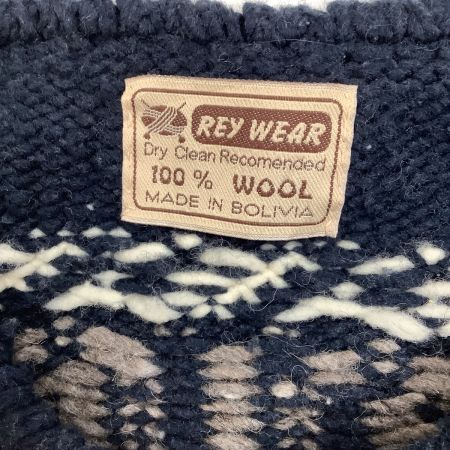 REY WEAR
Dry Clean Recomended
100 % WOOL
MADE IN BOLIVIA